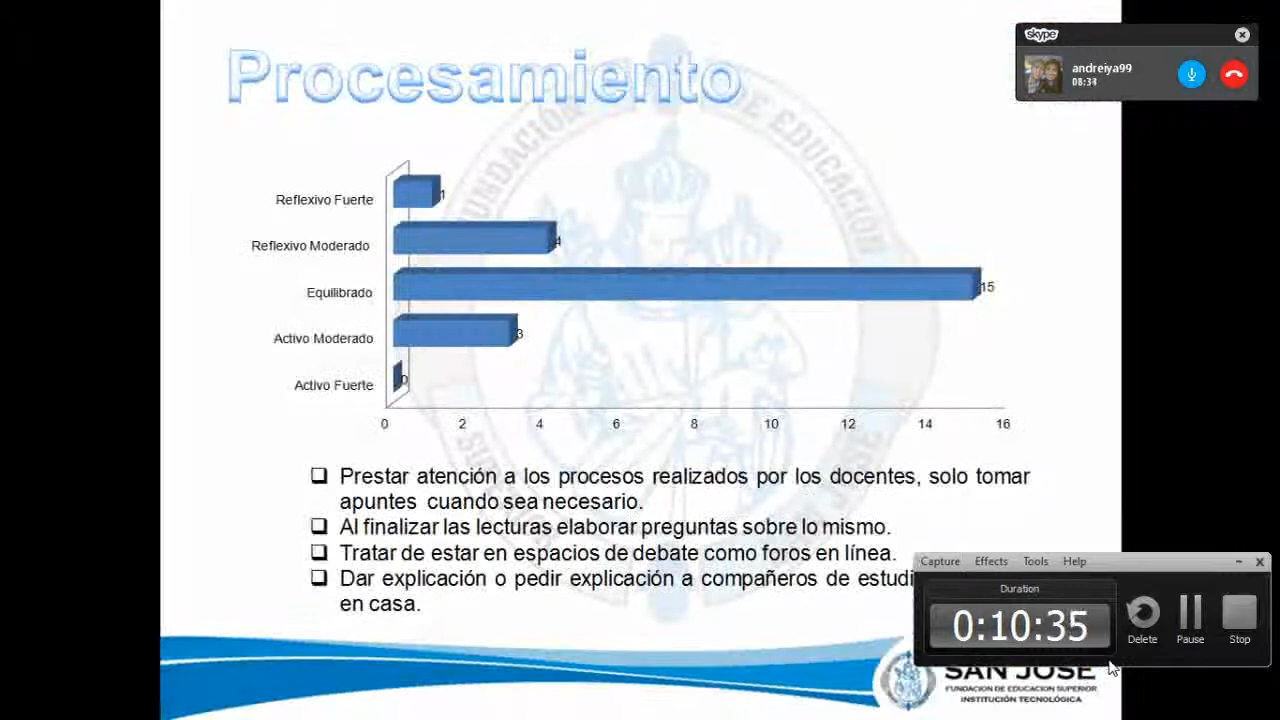 Procesamiento
skype
andreiya99
08:34
Reflexivo Fuerte
1
Reflexivo Moderado
4
Equilibrado
15
Activo Moderado
3
Activo Fuerte
0
0 2 4 6 8 10 12 14 16
❑ Prestar atención a los procesos realizados por los docentes, solo tomar
apuntes cuando sea necesario.
❑ Al finalizar las lecturas elaborar preguntas sobre lo mismo.
❑ Tratar de estar en espacios de debate como foros en línea.
❑ Dar explicación o pedir explicación a compañeros de
en casa.
Capture Effects Tools Help
Duration
0:10:35
Delete Pause Stop
SAN JOSE
FUNDACION DE EDUCACION SUPERIOR
INSTITUCIÓN TECNOLÓGICA